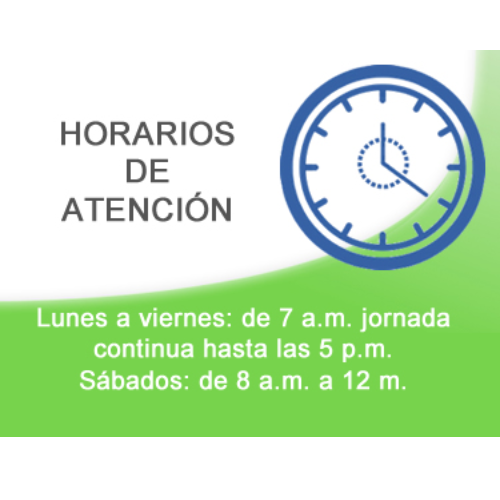 HORARIOS
DE
ATENCIÓN
Lunes a viernes: de 7 a.m. jornada
continua hasta las 5 p.m.
Sábados: de 8 a.m. a 12 m.